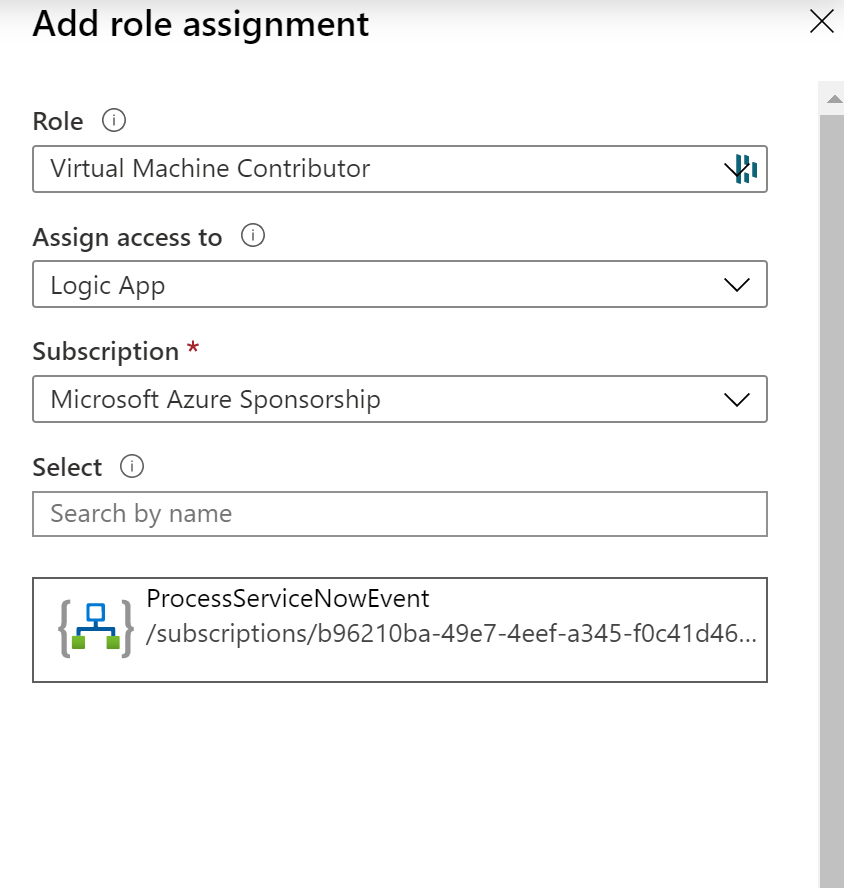 Add role assignment
Role
Virtual Machine Contributor
Assign access to
Logic App
Subscription *
Microsoft Azure Sponsorship
Select
Search by name
ProcessServiceNowEvent
/subscriptions/b96210ba-49e7-4eef-a345-f0c41d46...